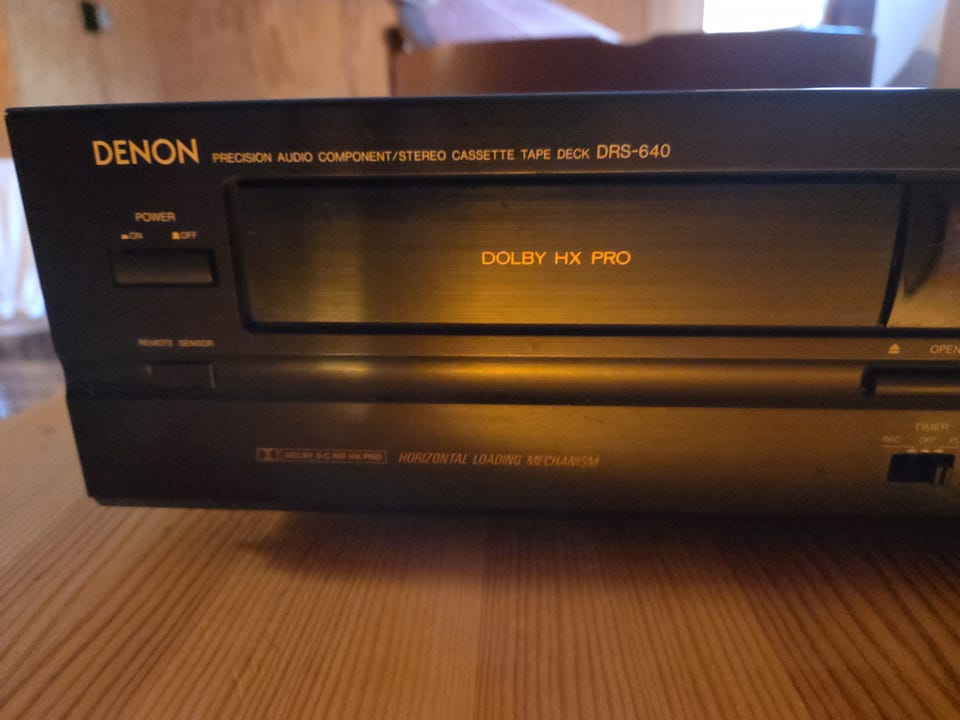 DENON PRECISION AUDIO COMPONENT/STEREO CASSETTE TAPE DECK DRS-640
POWER
ON OFF
DOLBY HX PRO
REMOTE SENSOR
OPEN
TIMER
REC OFF
DOLBY B·C NR HX PRO HORIZONTAL LOADING MECHANISM